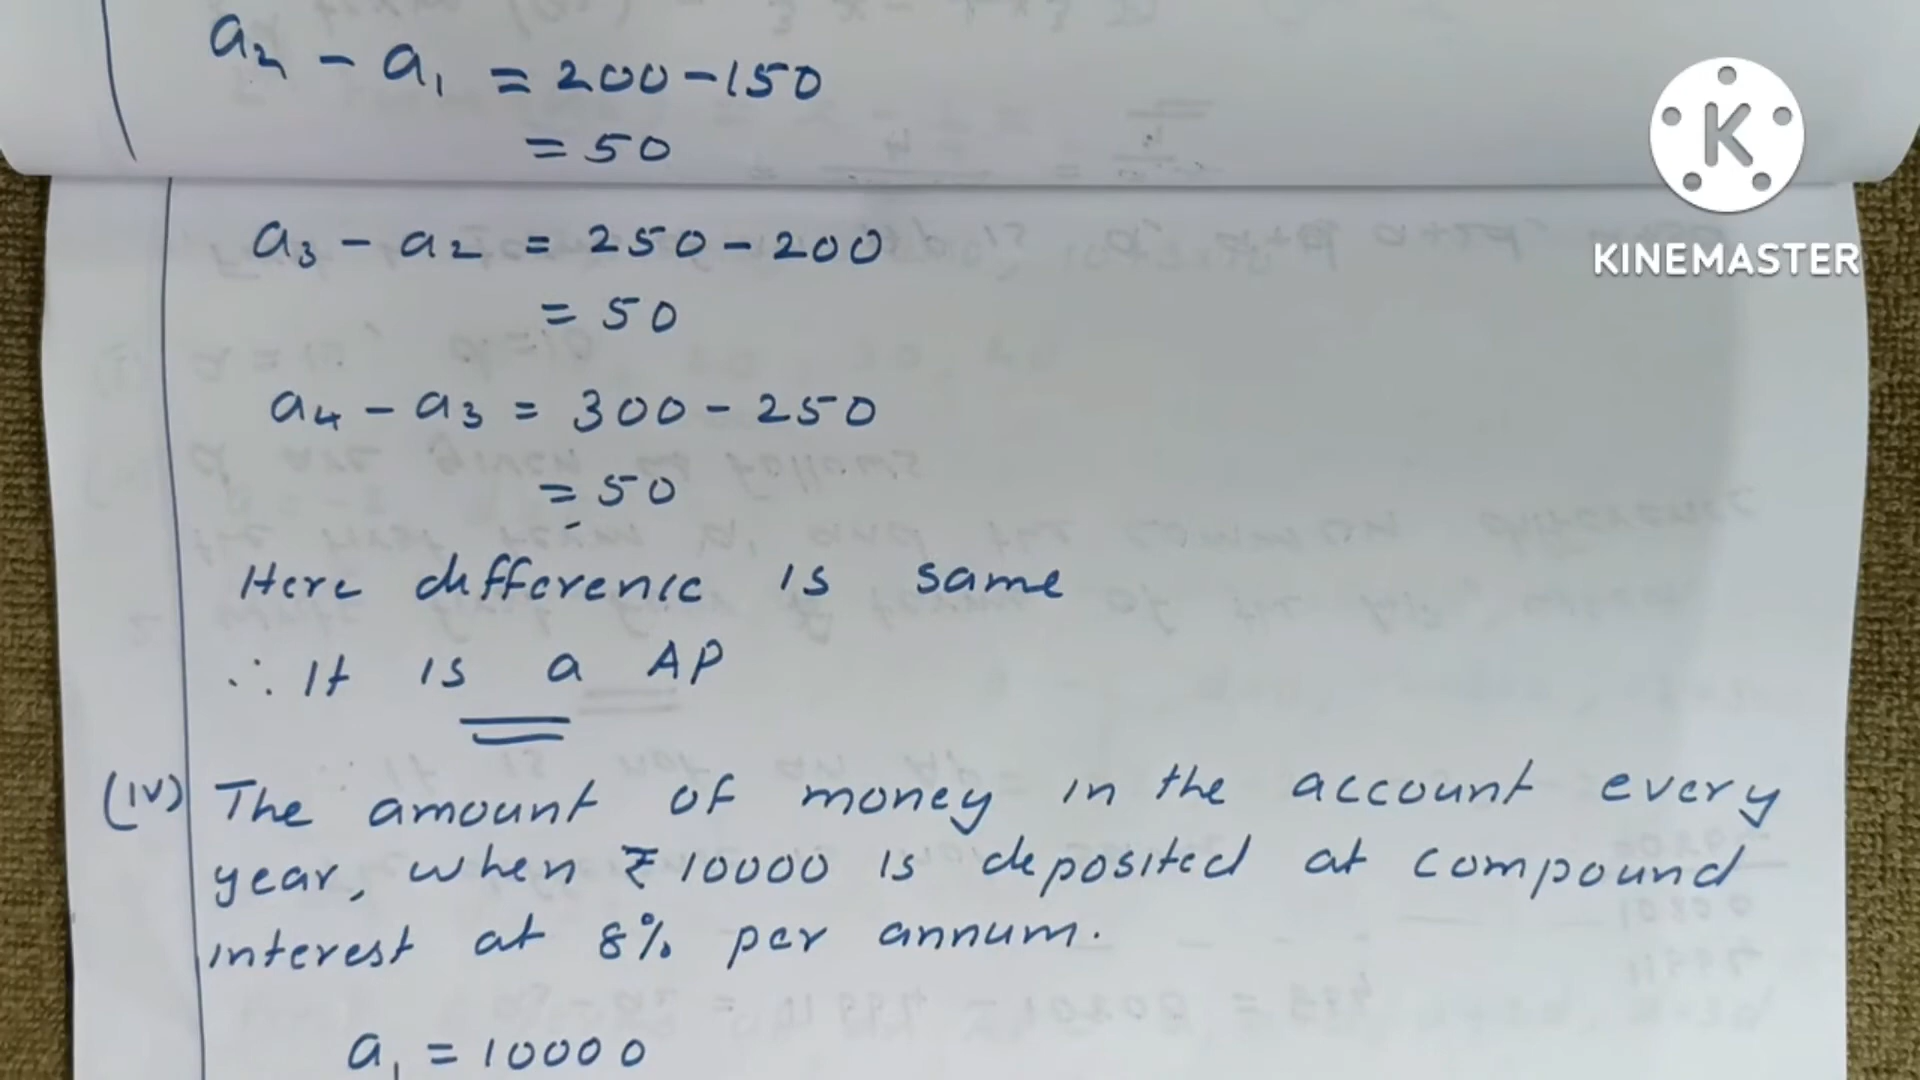 a2 - a1 = 200 - 150
= 50
a3 - a2 = 250 - 200
= 50
a4 - a3 = 300 - 250
= 50
Here difference is same
∴ It is a AP
(iv) The amount of money in the account every
year, when ₹ 10000 is deposited at compound
interest at 8% per annum.
a1 = 10000
K
KINEMASTER